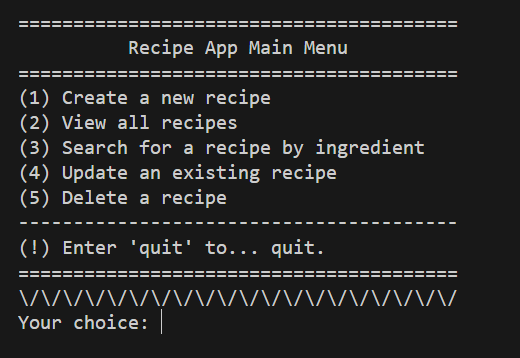 ========================================
          Recipe App Main Menu
========================================
(1) Create a new recipe
(2) View all recipes
(3) Search for a recipe by ingredient
(4) Update an existing recipe
(5) Delete a recipe
----------------------------------------
(!) Enter 'quit' to... quit.
========================================
\/\/\/\/\/\/\/\/\/\/\/\/\/\/\/\/\/\/\/\/
Your choice: